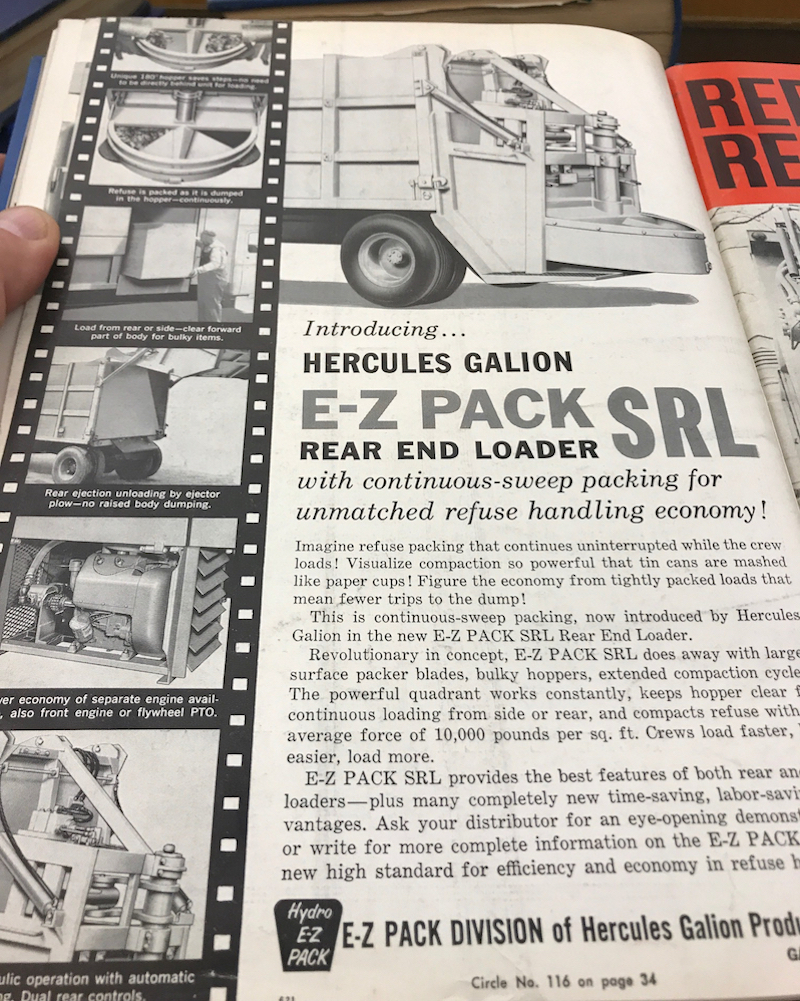 Unique 180° hopper saves steps—no need
to be directly behind unit for loading.
Refuse is packed as it is dumped
in the hopper—continuously.
Load from rear or side—clear forward
part of body for bulky items.
Rear ejection unloading by ejector
plow—no raised body dumping.
ver economy of separate engine avail-
, also front engine or flywheel PTO.
ulic operation with automatic
ng. Dual rear controls.
Introducing...
HERCULES GALION
E-Z PACK SRL
REAR END LOADER
with continuous-sweep packing for
unmatched refuse handling economy!
Imagine refuse packing that continues uninterrupted while the crew
loads! Visualize compaction so powerful that tin cans are mashed
like paper cups! Figure the economy from tightly packed loads that
mean fewer trips to the dump!
This is continuous-sweep packing, now introduced by Hercules
Galion in the new E-Z PACK SRL Rear End Loader.
Revolutionary in concept, E-Z PACK SRL does away with large
surface packer blades, bulky hoppers, extended compaction cycle
The powerful quadrant works constantly, keeps hopper clear f
continuous loading from side or rear, and compacts refuse with
average force of 10,000 pounds per sq. ft. Crews load faster,
easier, load more.
E-Z PACK SRL provides the best features of both rear an
loaders—plus many completely new time-saving, labor-savi
vantages. Ask your distributor for an eye-opening demonst
or write for more complete information on the E-Z PACK
new high standard for efficiency and economy in refuse h
Hydro
E-Z
PACK
E-Z PACK DIVISION of Hercules Galion Produ
GA
Circle No. 116 on page 34
RE
RE